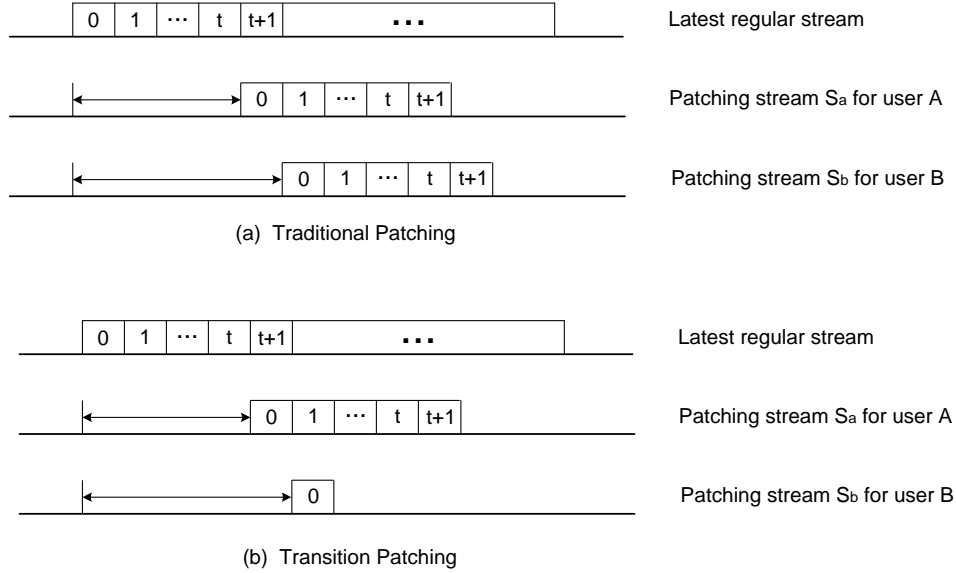 0 1 ... t t+1 ... Latest regular stream
0 1 ... t t+1 Patching stream Sa for user A
0 1 ... t t+1 Patching stream Sb for user B
(a) Traditional Patching
0 1 ... t t+1 ... Latest regular stream
0 1 ... t t+1 Patching stream Sa for user A
0 Patching stream Sb for user B
(b) Transition Patching